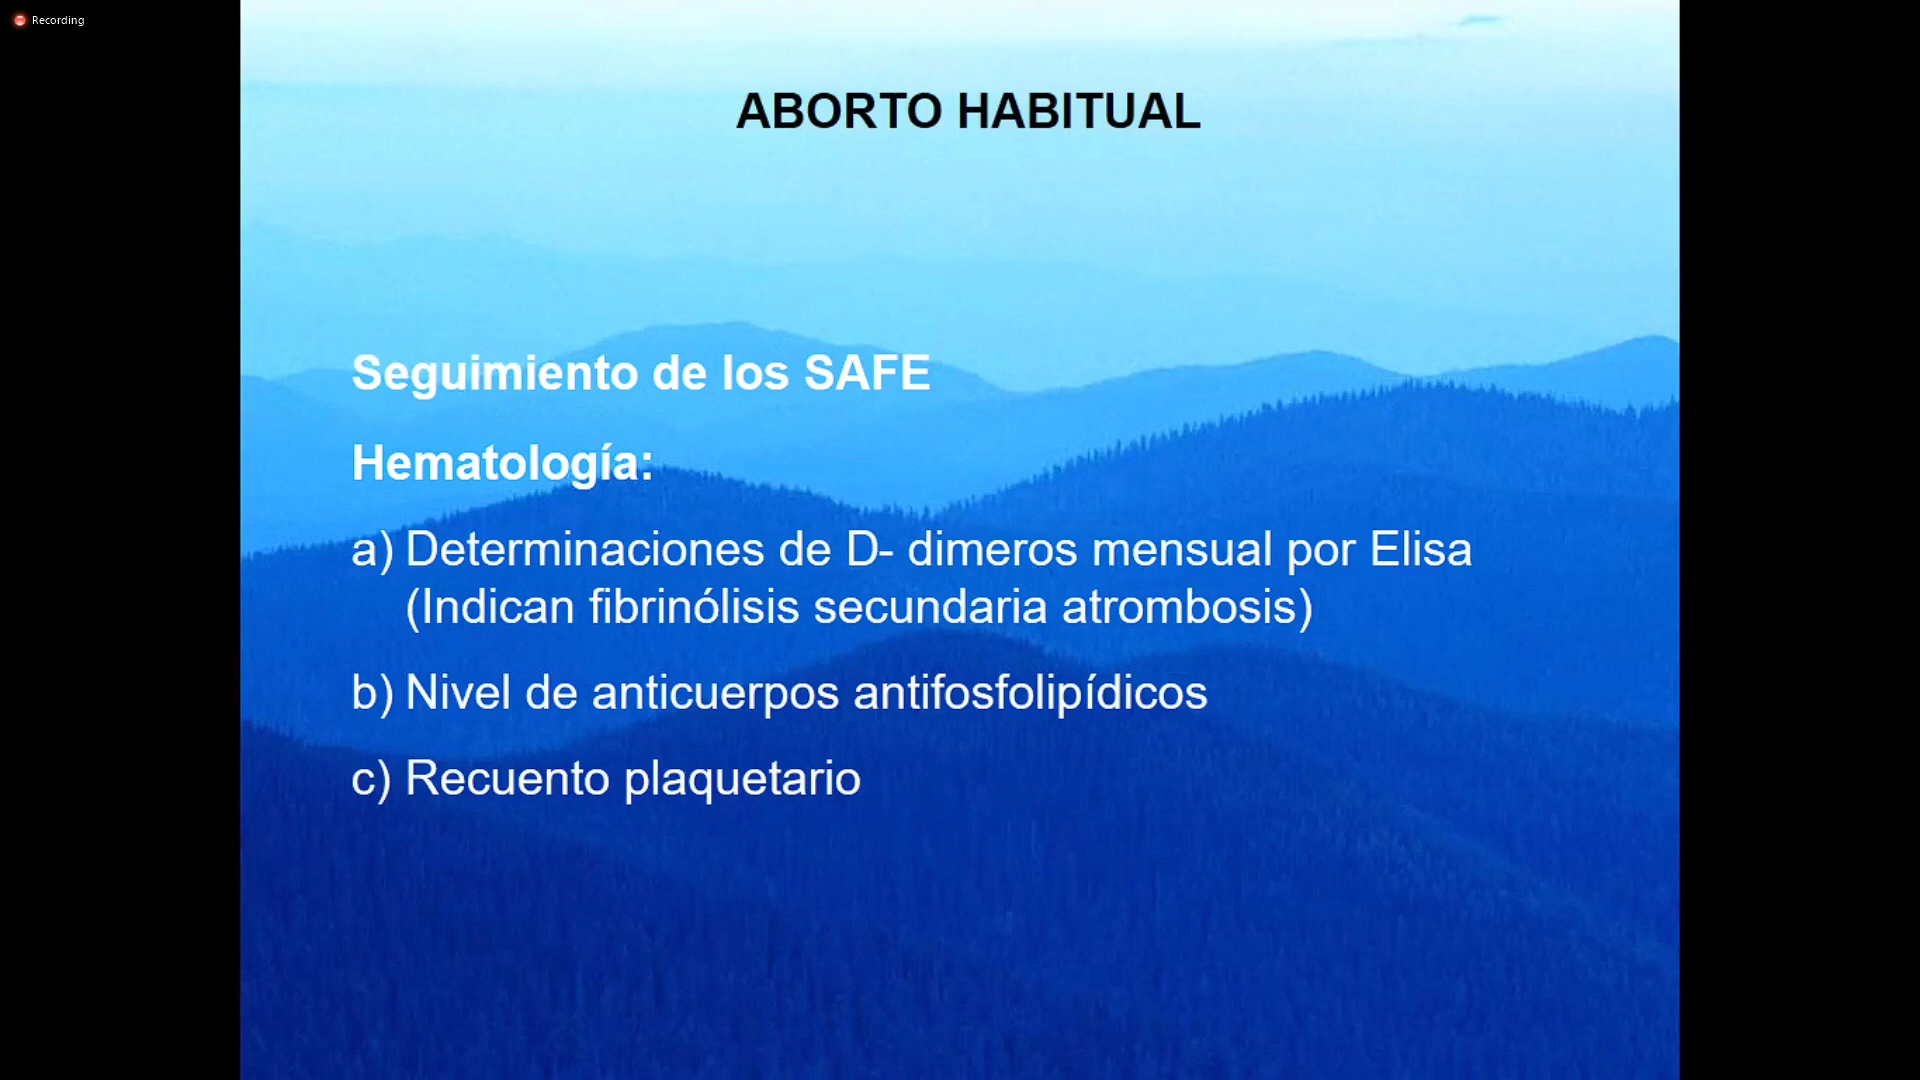 Recording
ABORTO HABITUAL
Seguimiento de los SAFE
Hematología:
a) Determinaciones de D- dimeros mensual por Elisa
(Indican fibrinólisis secundaria atrombosis)
b) Nivel de anticuerpos antifosfolipídicos
c) Recuento plaquetario